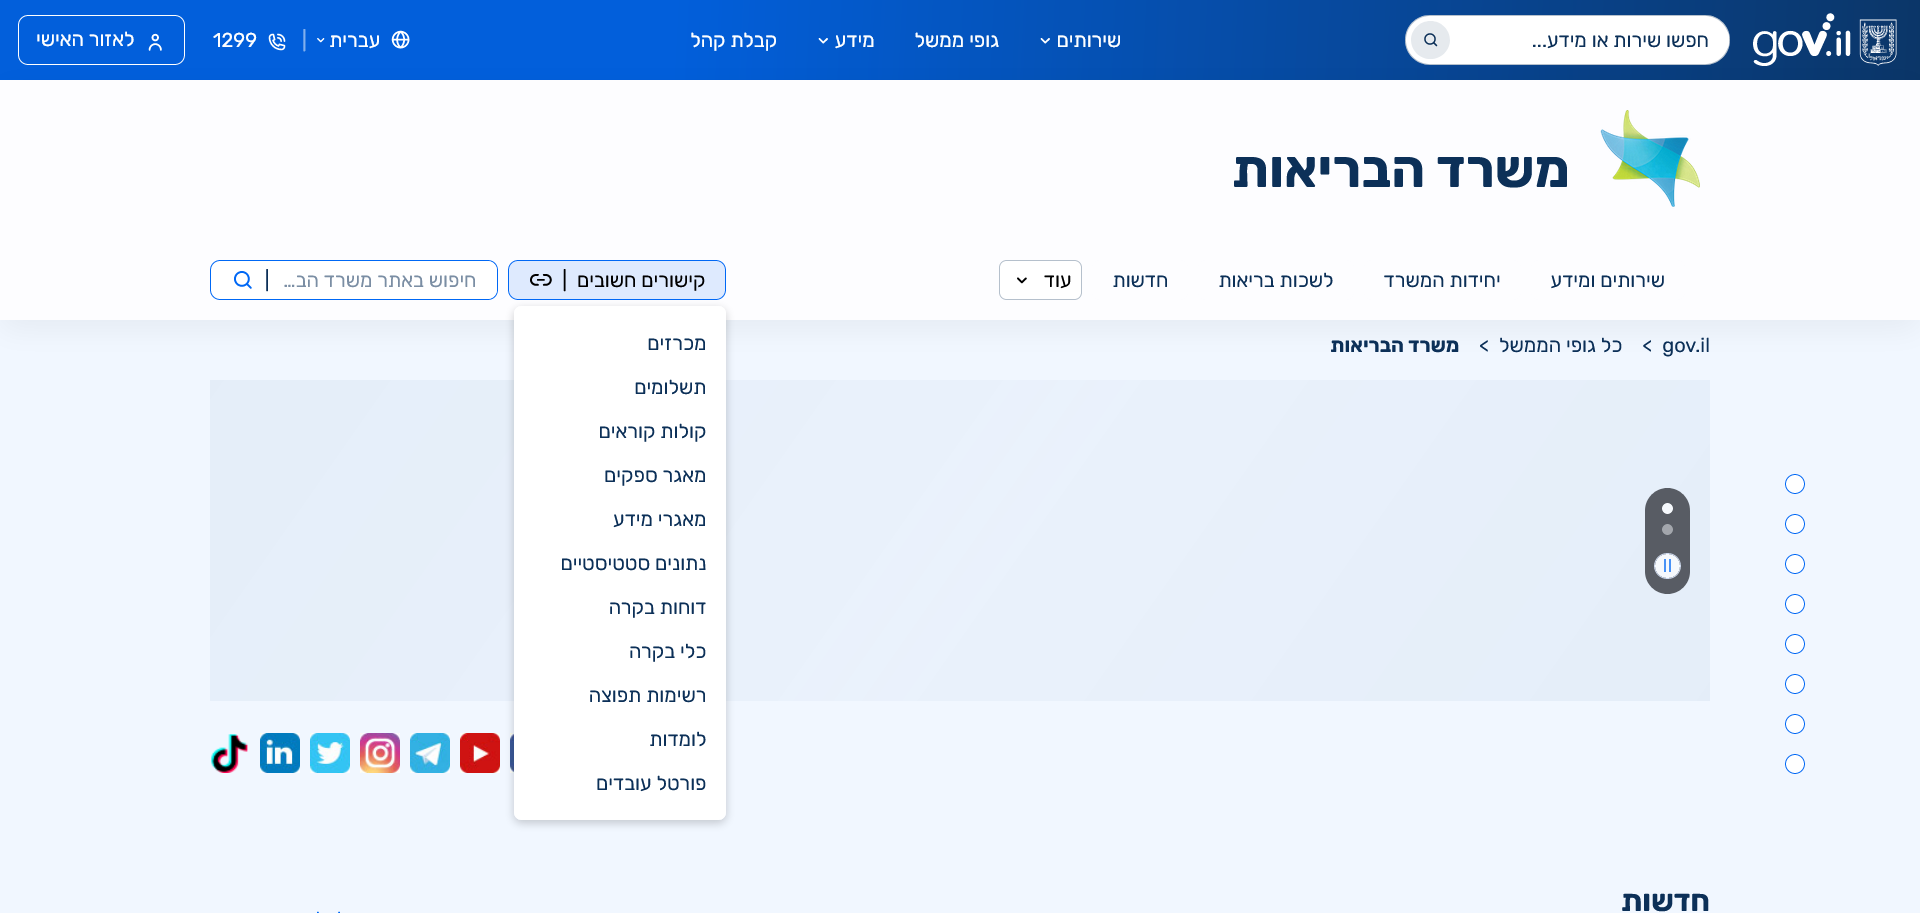 gov.il
חפשו שירות או מידע...
שירותים
גופי ממשל
מידע
קבלת קהל
עברית
1299
לאזור האישי
משרד הבריאות
שירותים ומידע
יחידות המשרד
לשכות בריאות
חדשות
עוד
קישורים חשובים |
חיפוש באתר משרד הב... |
gov.il > כל גופי הממשל > משרד הבריאות
מכרזים
תשלומים
קולות קוראים
מאגר ספקים
מאגרי מידע
נתונים סטטיסטיים
דוחות בקרה
כלי בקרה
רשימות תפוצה
לומדות
פורטל עובדים
חדשות